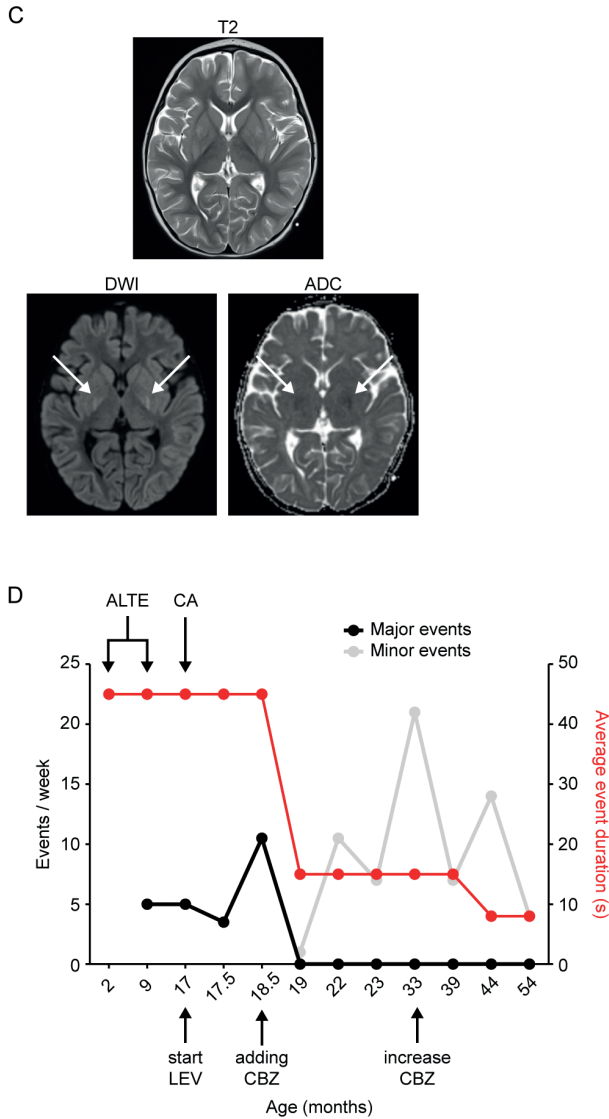 C
T2
DWI
ADC
D
ALTE
CA
Major events
Minor events
25
20
15
10
5
0
Events / week
50
40
30
20
10
0
Average event duration (s)
2
9
17
17.5
18.5
19
22
23
33
39
44
54
start
LEV
adding
CBZ
increase
CBZ
Age (months)